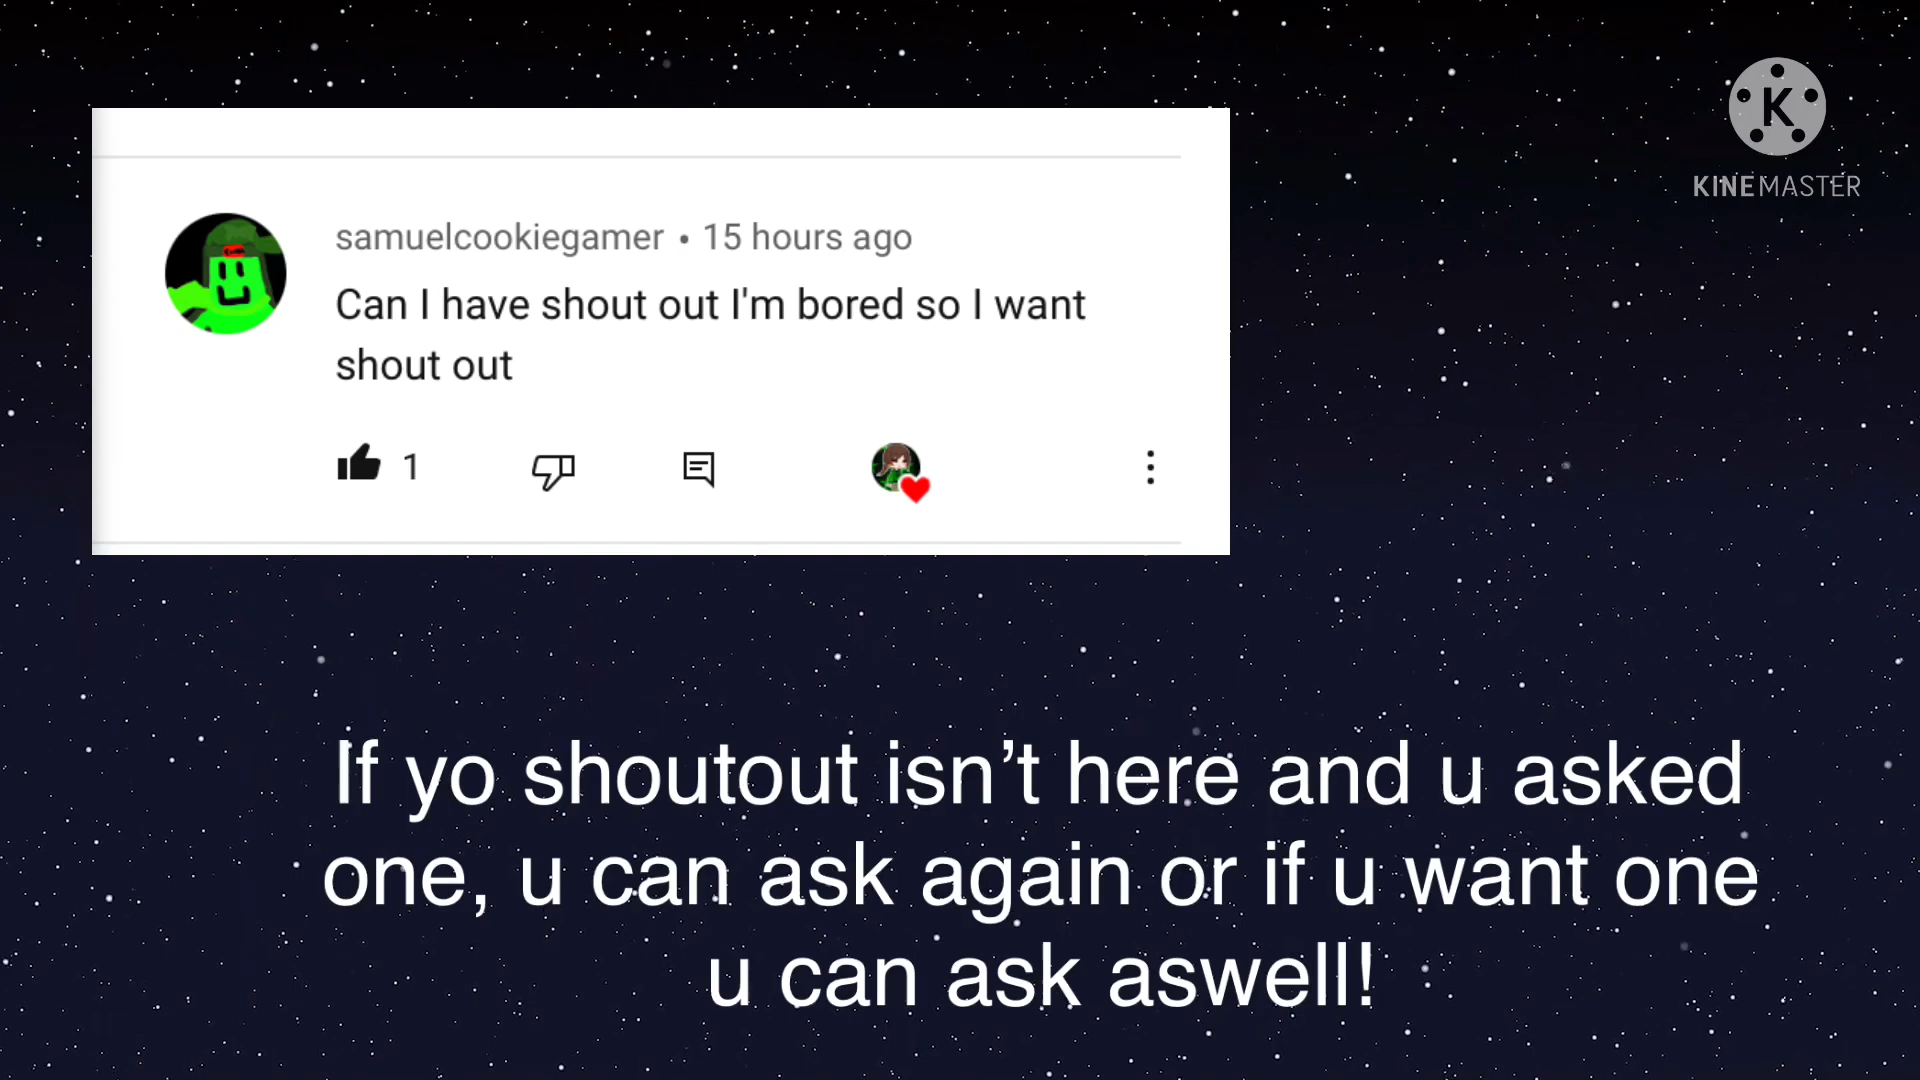 K
KINEMASTER
samuelcookiegamer • 15 hours ago
Can I have shout out I'm bored so I want
shout out
1
If yo shoutout isn’t here and u asked
one, u can ask again or if u want one
u can ask aswell!